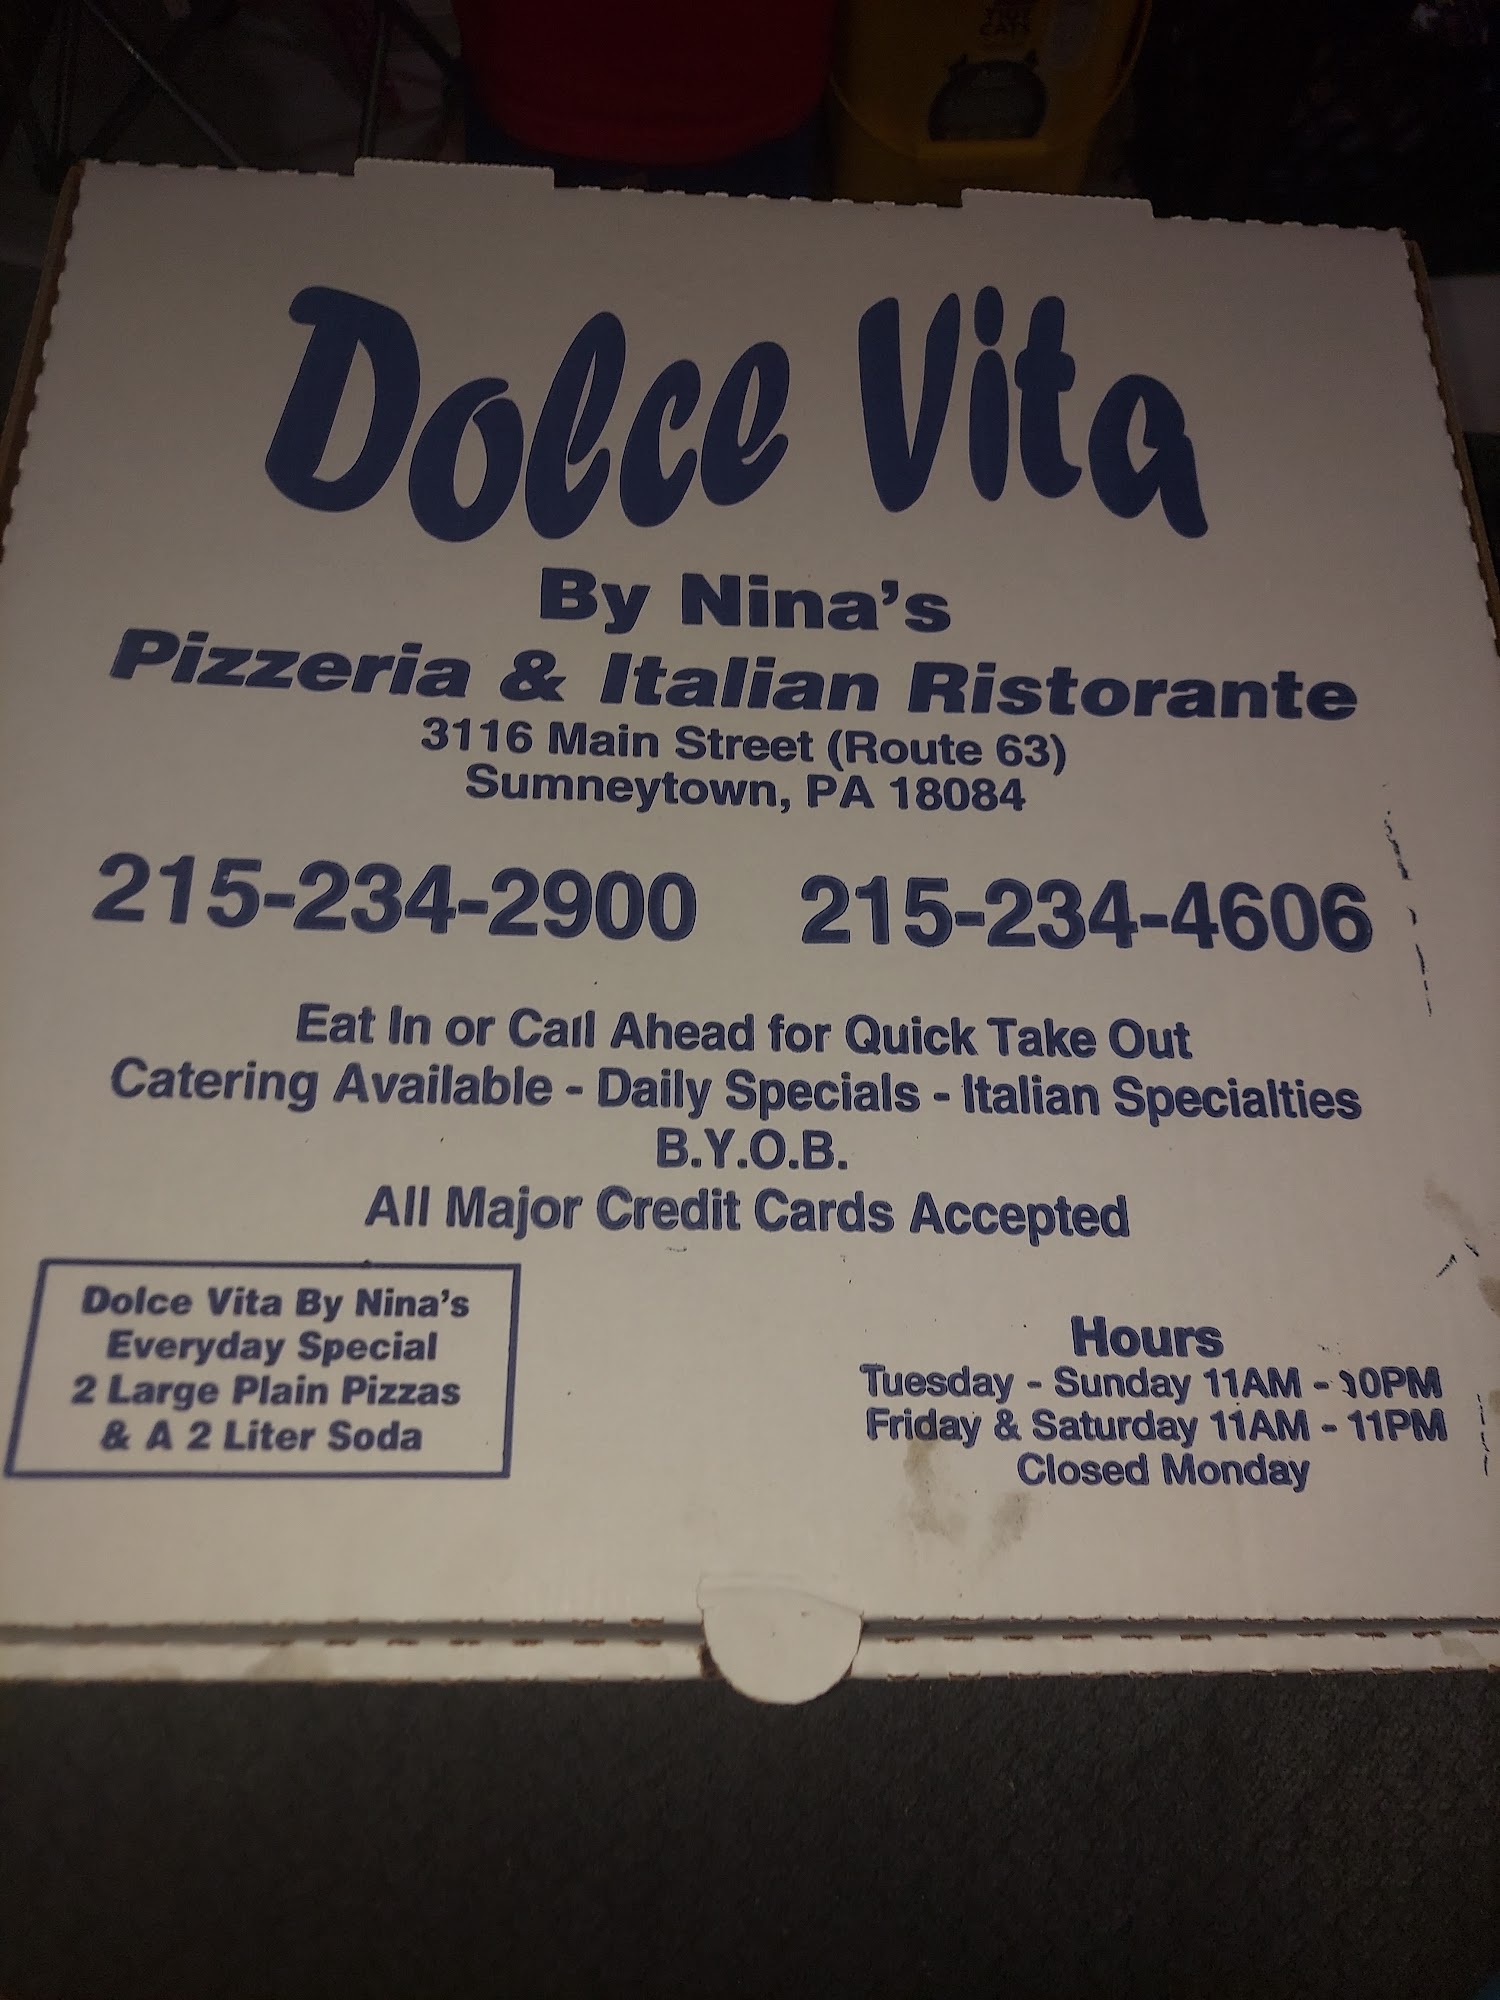 CATS
Dolce Vita
By Nina's
Pizzeria & Italian Ristorante
3116 Main Street (Route 63)
Sumneytown, PA 18084
215-234-2900 215-234-4606
Eat In or Call Ahead for Quick Take Out
Catering Available - Daily Specials - Italian Specialties
B.Y.O.B.
All Major Credit Cards Accepted
Dolce Vita By Nina's
Everyday Special
2 Large Plain Pizzas
& A 2 Liter Soda
Hours
Tuesday - Sunday 11AM - 10PM
Friday & Saturday 11AM - 11PM
Closed Monday